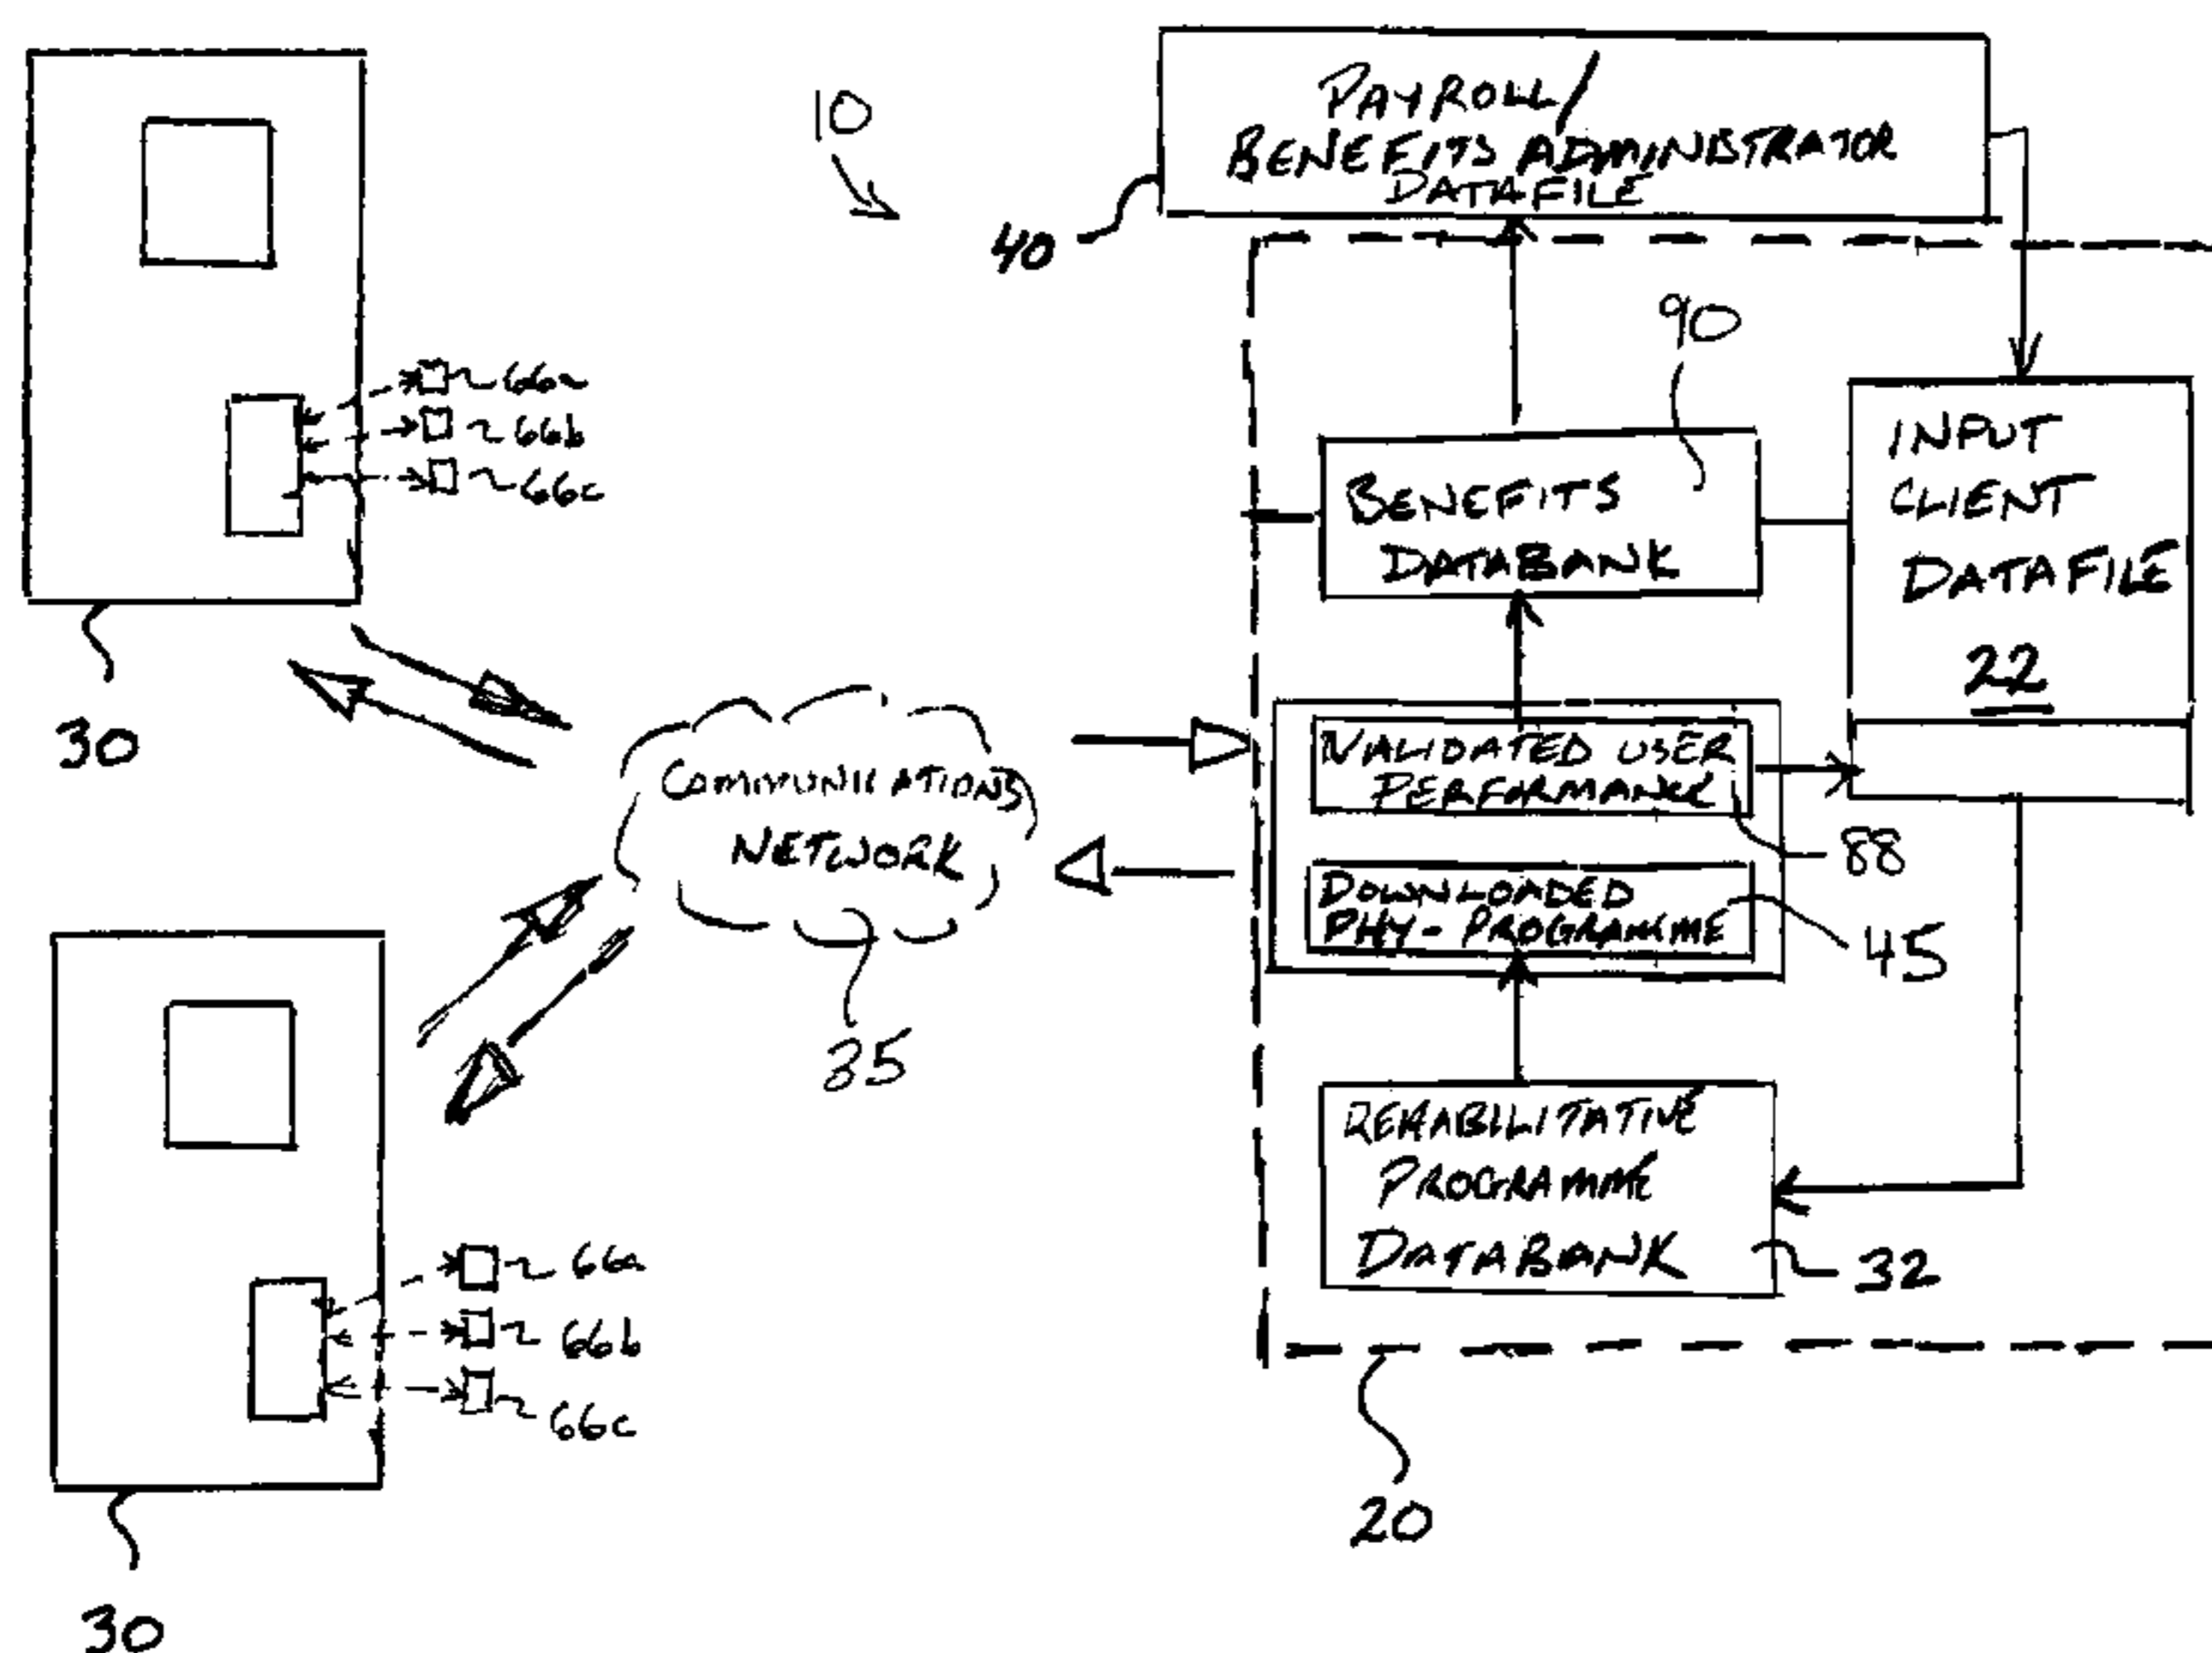 10
PAYROLL/
BENEFITS ADMINISTRATOR
DATAFILE
40
90
66a
66b
66c
INPUT
CLIENT
DATAFILE
22
BENEFITS
DATABANK
30
COMMUNICATIONS
NETWORK
35
VALIDATED USER
PERFORMANCE
88
DOWNLOADED
PHY-PROGRAMME
45
REHABILITATIVE
PROGRAMME
DATABANK
32
66a
66b
66c
20
30